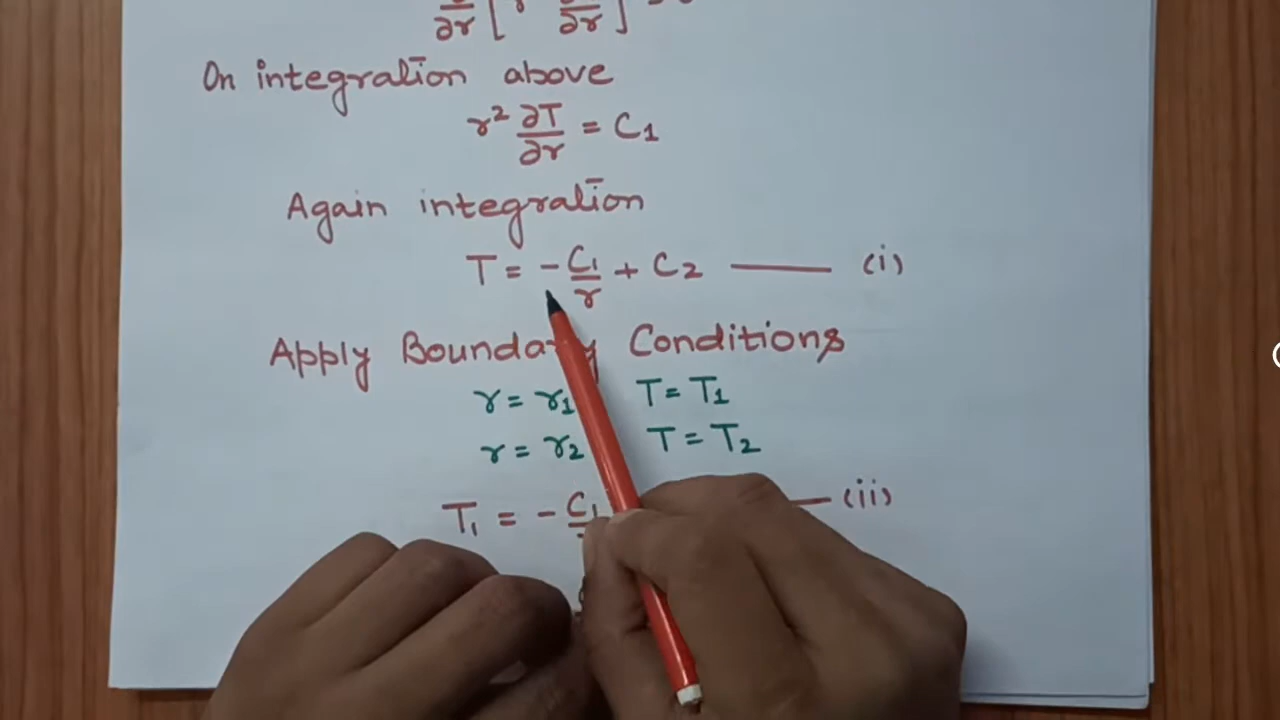 ∂/∂r [ ∂/∂r ]
On integration above
r² ∂T/∂r = C1
Again integration
T = -C1/r + C2 —— (i)
Apply Boundary Conditions
r = r1 T = T1
r = r2 T = T2
T1 = -C1 — (ii)